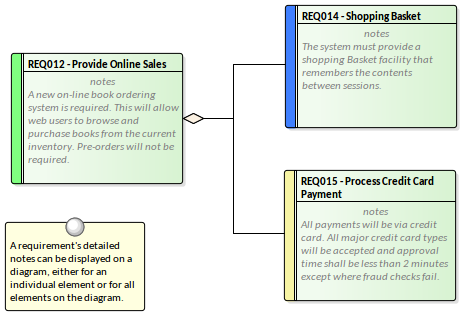 REQ012 - Provide Online Sales
notes
A new on-line book ordering
system is required. This will allow
web users to browse and
purchase books from the current
inventory. Pre-orders will not be
required.
REQ014 - Shopping Basket
notes
The system must provide a
shopping Basket facility that
remembers the contents
between sessions.
REQ015 - Process Credit Card
Payment
notes
All payments will be via credit
card. All major credit card types
will be accepted and approval
time shall be less than 2 minutes
except where fraud checks fail.
A requirement's detailed
notes can be displayed on a
diagram, either for an
individual element or for all
elements on the diagram.